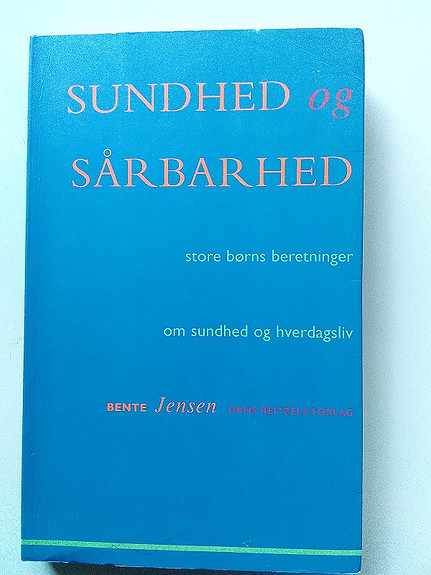 SUNDHED og
SÅRBARHED
store børns beretninger
om sundhed og hverdagsliv
BENTE Jensen HANS REITZELS FORLAG